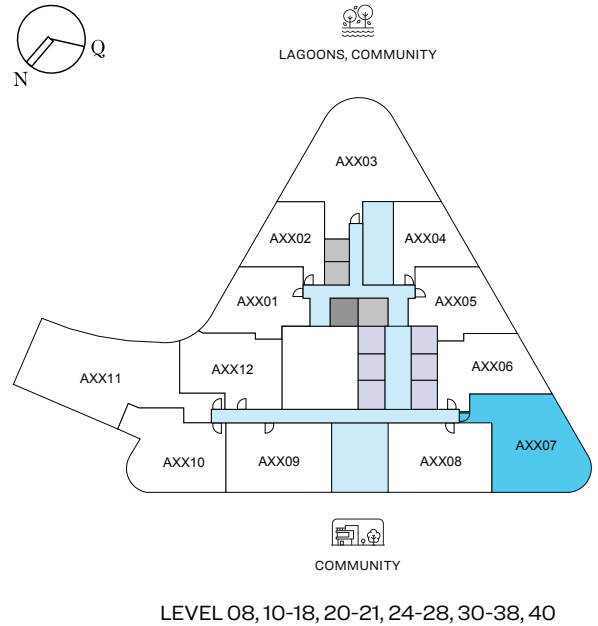 Q
N
LAGOONS, COMMUNITY
AXX03
AXX02
AXX04
AXX01
AXX05
AXX11
AXX12
AXX06
AXX07
AXX10
AXX09
AXX08
COMMUNITY
LEVEL 08, 10-18, 20-21, 24-28, 30-38, 40